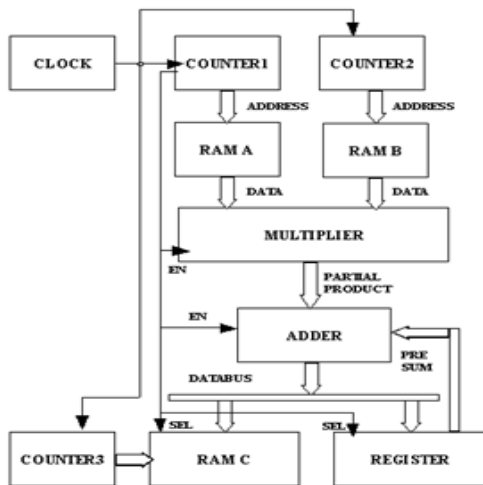 CLOCK
COUNTER1
COUNTER2
ADDRESS
ADDRESS
RAM A
RAM B
DATA
DATA
MULTIPLIER
EN
PARTIAL
PRODUCT
EN
ADDER
PRE
SUM
DATABUS
SEL
SEL
COUNTER3
RAM C
REGISTER